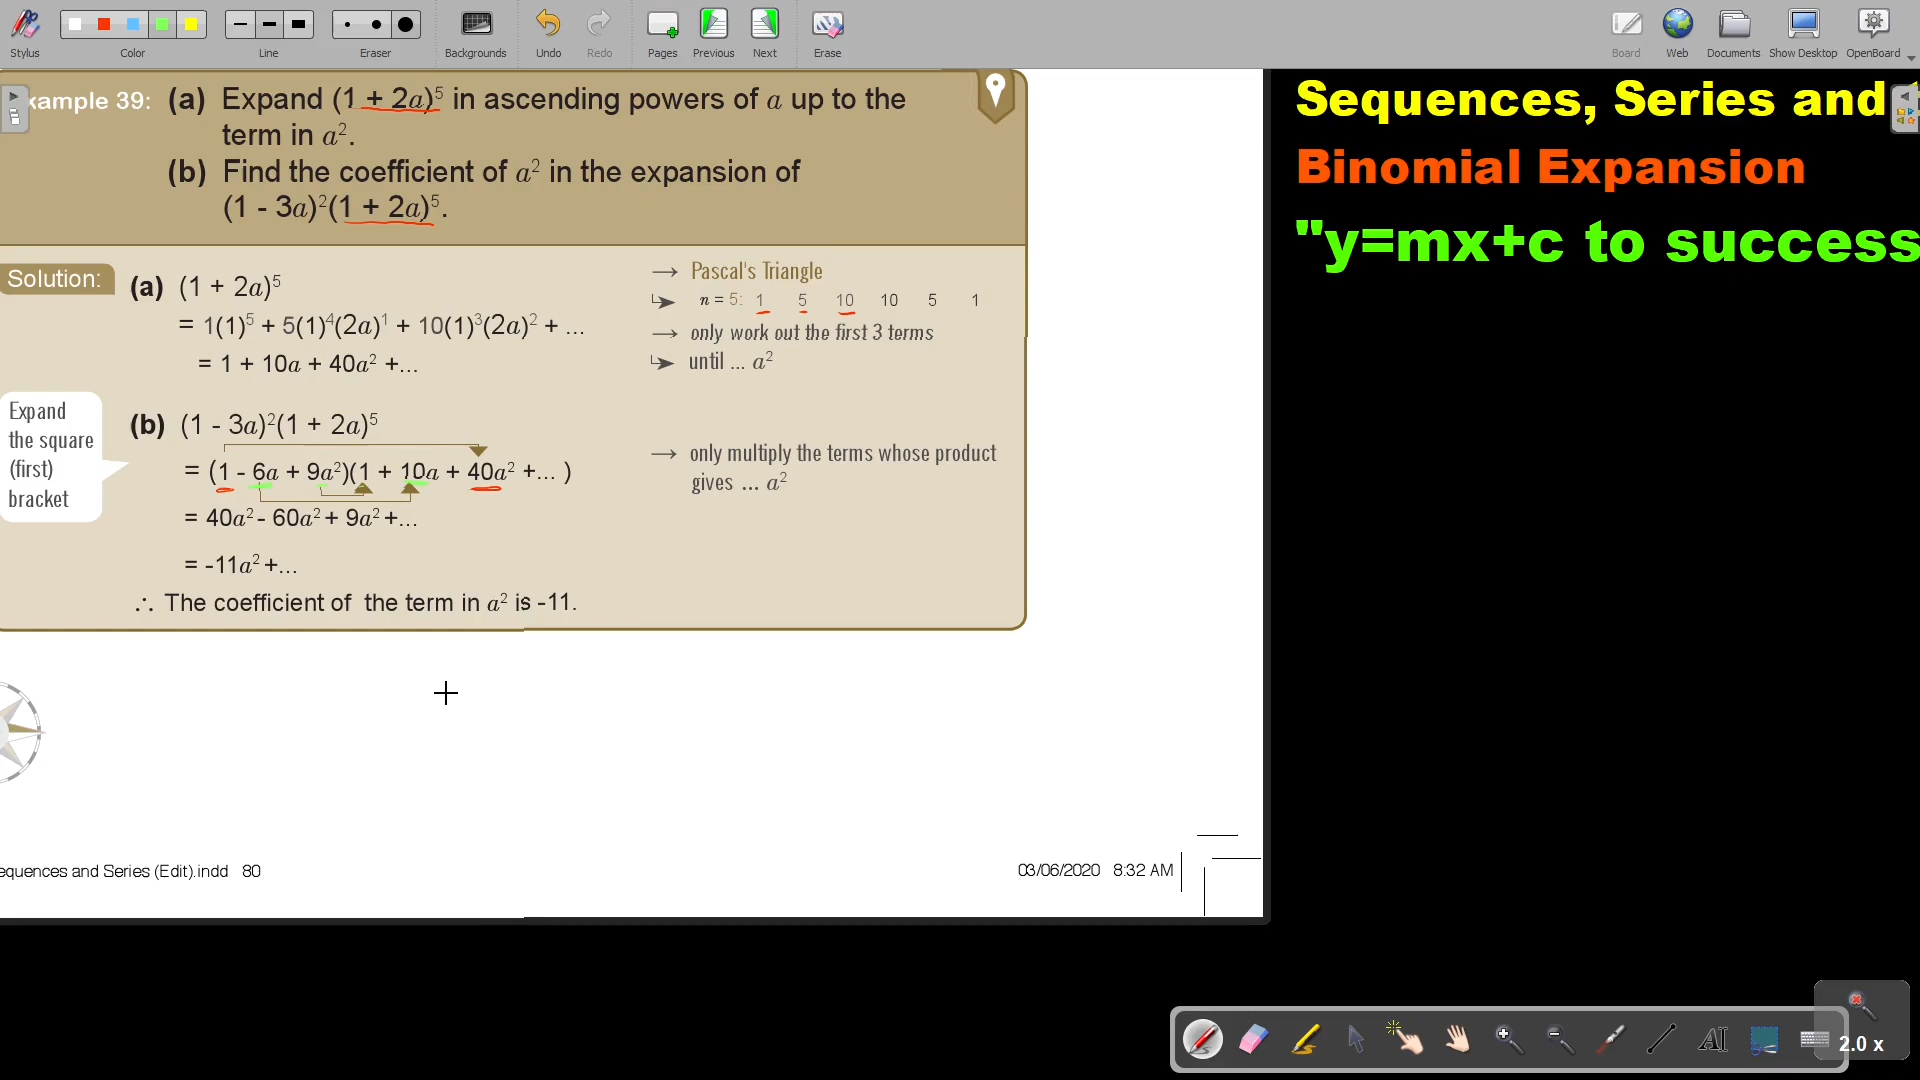 Stylus Color Line Eraser Backgrounds Undo Redo Pages Previous Next Erase Board Web Documents Show Desktop OpenBoard
xample 39: (a) Expand (1 + 2a)⁵ in ascending powers of a up to the
term in a².
(b) Find the coefficient of a² in the expansion of
(1 - 3a)²(1 + 2a)⁵.
Solution:
(a) (1 + 2a)⁵
= 1(1)⁵ + 5(1)⁴(2a)¹ + 10(1)³(2a)² + ...
= 1 + 10a + 40a² +...
→ Pascal's Triangle
n = 5: 1 5 10 10 5 1
→ only work out the first 3 terms
until ... a²
Expand
the square
(first)
bracket
(b) (1 - 3a)²(1 + 2a)⁵
= (1 - 6a + 9a²)(1 + 10a + 40a² +... )
= 40a² - 60a² + 9a² +...
= -11a² +...
∴ The coefficient of the term in a² is -11.
→ only multiply the terms whose product
gives ... a²
equences and Series (Edit).indd 80
03/06/2020 8:32 AM
Sequences, Series and
Binomial Expansion
"y=mx+c to success
2.0 x